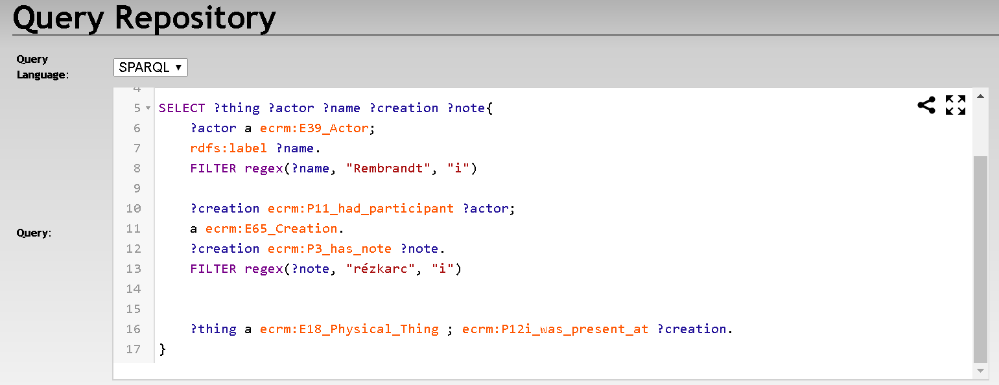 Query Repository
Query
Language:
SPARQL ▼
4
5 SELECT ?thing ?actor ?name ?creation ?note{
6 ?actor a ecrm:E39_Actor;
7 rdfs:label ?name.
8 FILTER regex(?name, "Rembrandt", "i")
9
10 ?creation ecrm:P11_had_participant ?actor;
11 a ecrm:E65_Creation.
Query:
12 ?creation ecrm:P3_has_note ?note.
13 FILTER regex(?note, "rézkarc", "i")
14
15
16 ?thing a ecrm:E18_Physical_Thing ; ecrm:P12i_was_present_at ?creation.
17 }